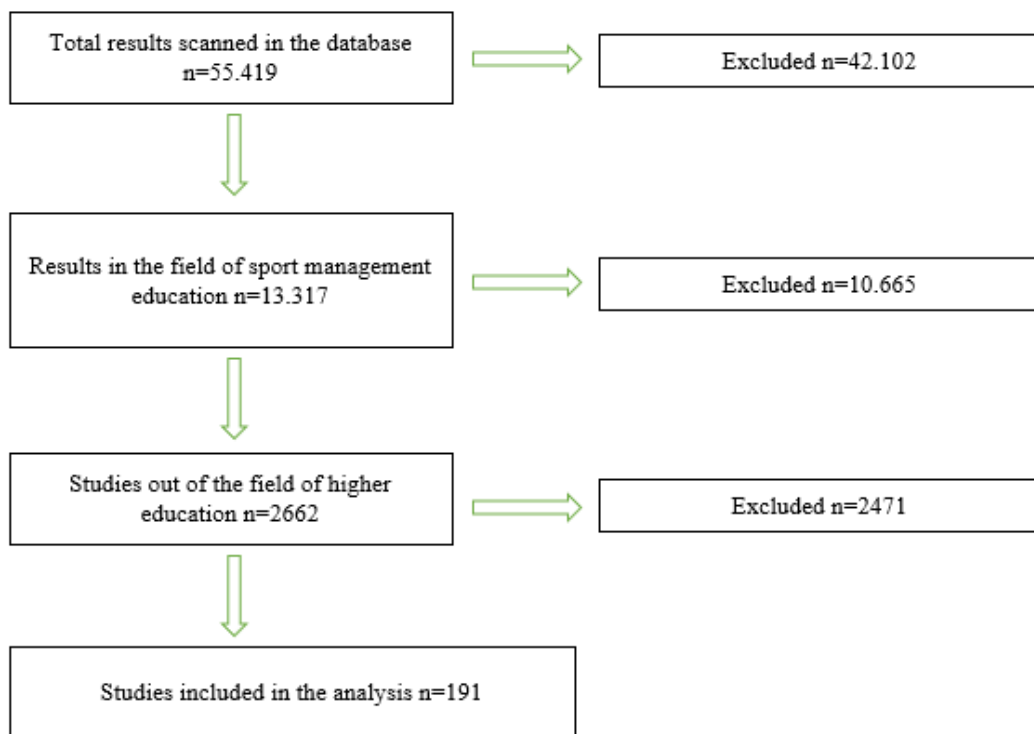 Total results scanned in the database
n=55.419
Excluded n=42.102
Results in the field of sport management
education n=13.317
Excluded n=10.665
Studies out of the field of higher
education n=2662
Excluded n=2471
Studies included in the analysis n=191